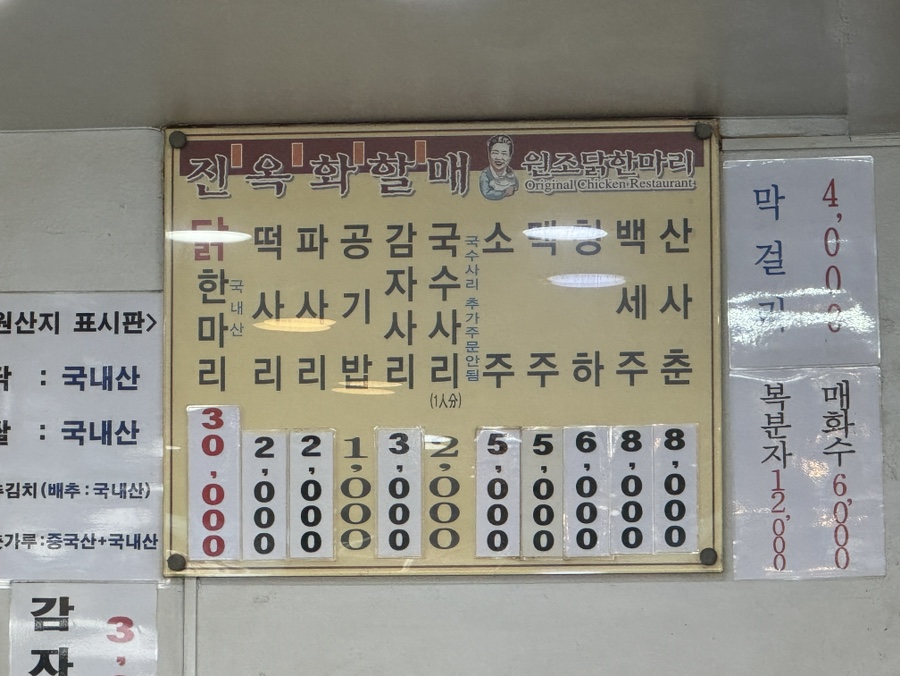 진옥화할매 원조닭한마리
Original Chicken Restaurant
닭한마리 국내산 30,000
떡사리 2,000
파사리 2,000
공기밥 1,000
감자사리 3,000
국수사리 (1人分) 2,000
국수사리 추가주문안됨
소주 5,000
맥주 5,000
청하 6,000
백세주 8,000
산사춘 8,000
막걸리 4,000
매화수 6,000
복분자 12,000
원산지 표시판>
: 국내산
: 국내산
김치(배추:국내산)
가루:중국산+국내산
감자
3,